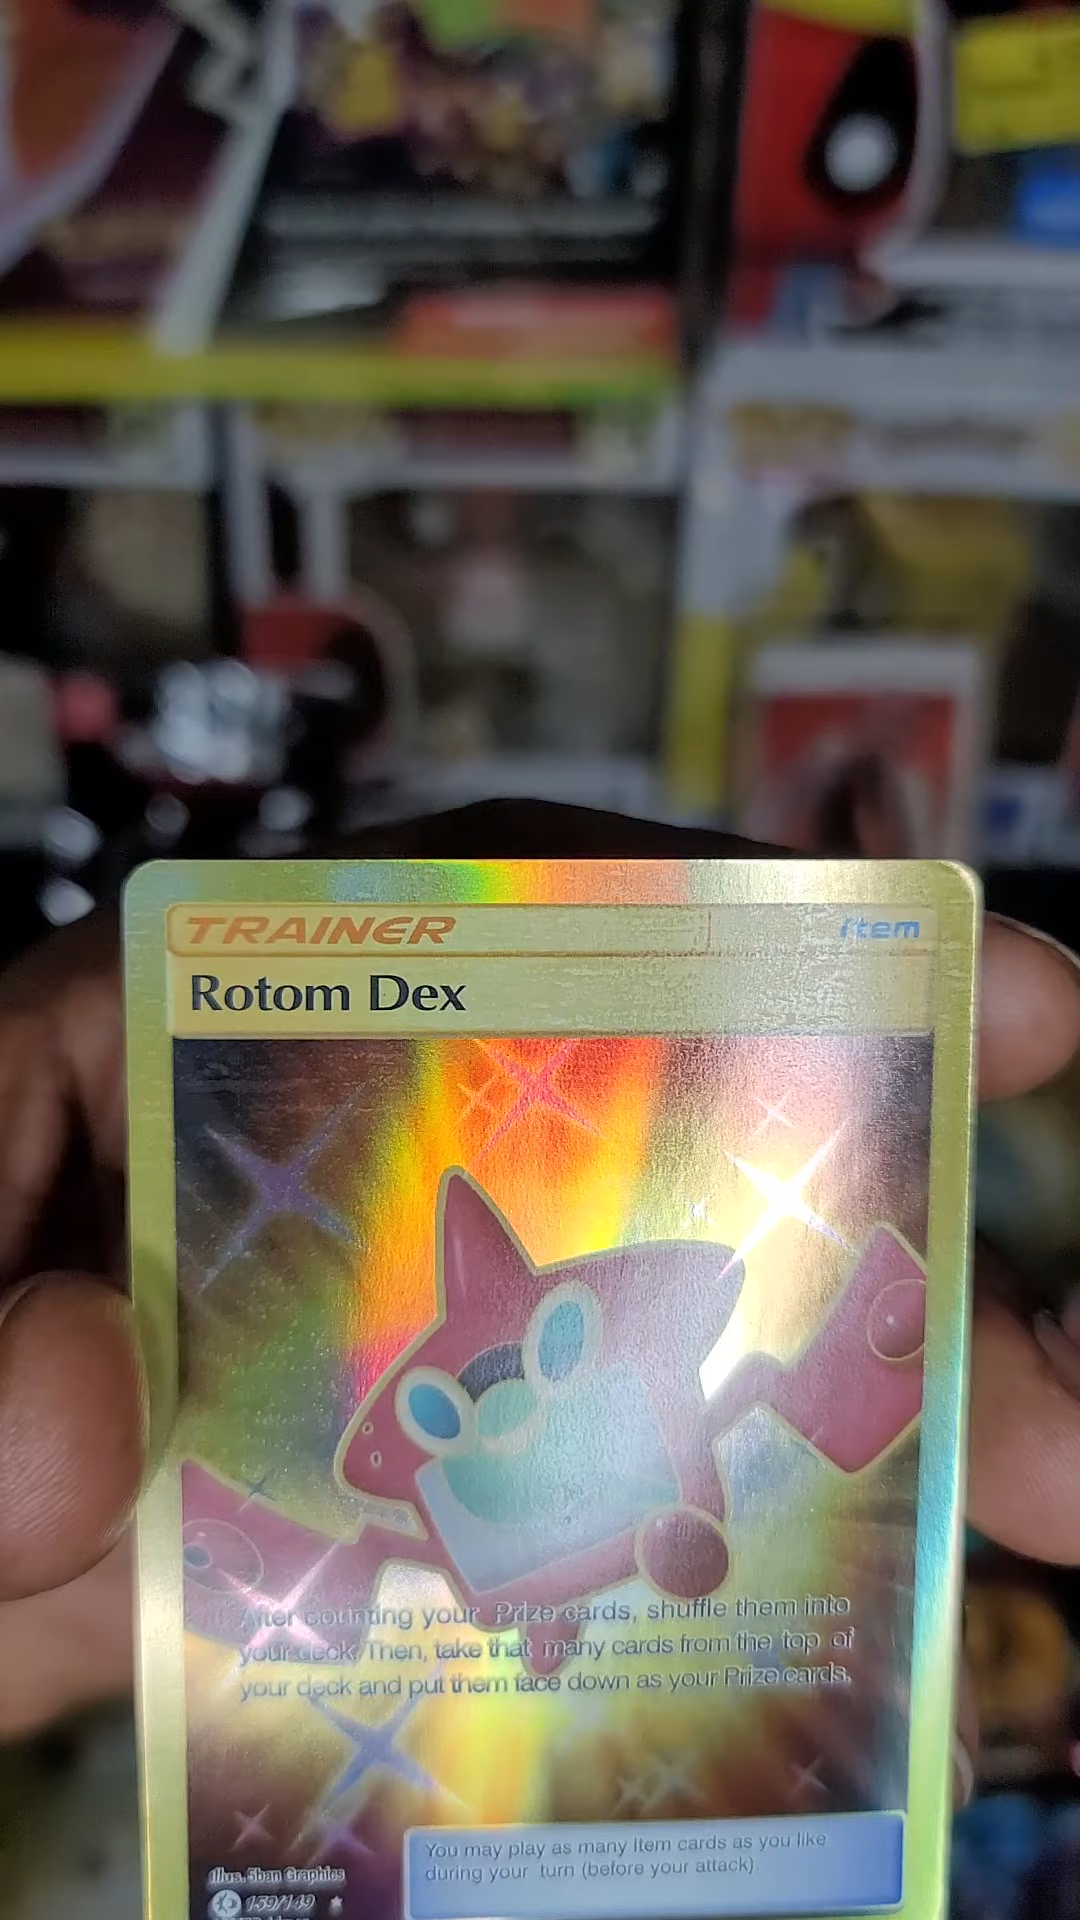 TRAINER
Item
Rotom Dex
After counting your Prize cards, shuffle them into
your deck. Then, take that many cards from the top of
your deck and put them face down as your Prize cards.
You may play as many Item cards as you like
during your turn (before your attack).
Illus. 5ban Graphics
159/149